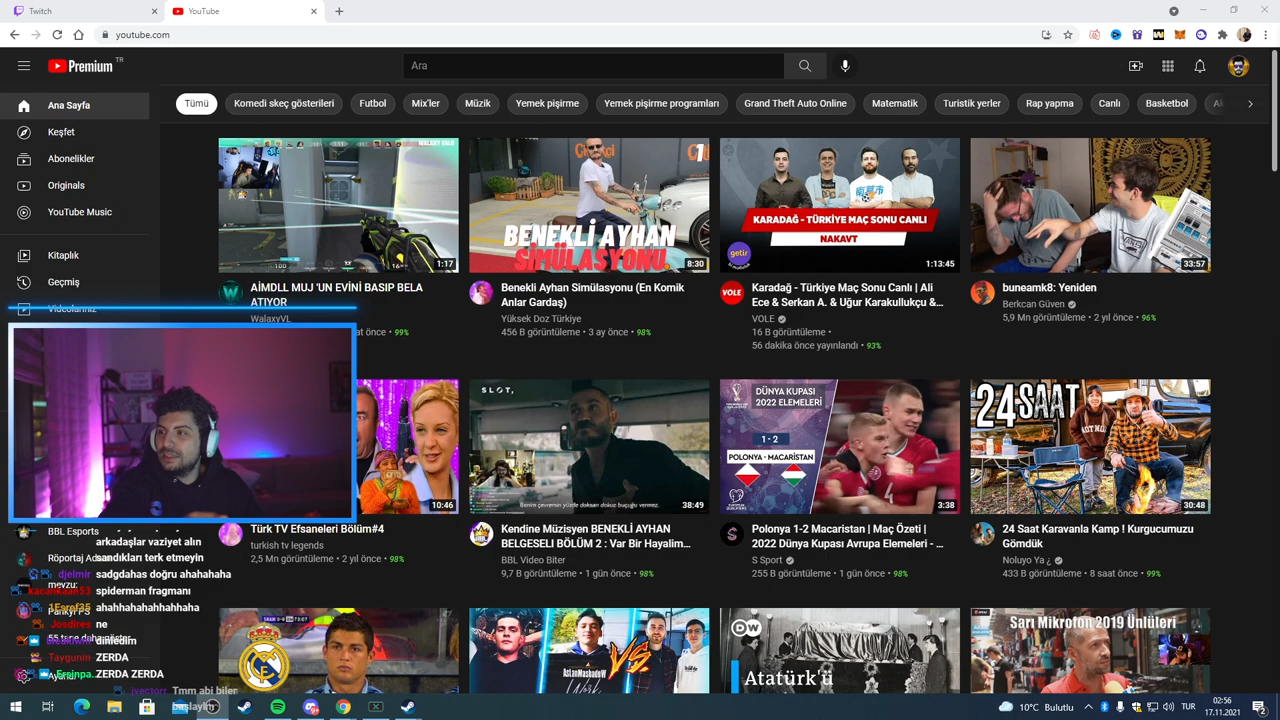 Twitch
YouTube
youtube.com
Premium TR
Ara
Ana Sayfa
Keşfet
Abonelikler
Originals
YouTube Music
Kitaplık
Geçmiş
Videolarınız
Tümü
Komedi skeç gösterileri
Futbol
Mix'ler
Müzik
Yemek pişirme
Yemek pişirme programları
Grand Theft Auto Online
Matematik
Turistik yerler
Rap yapma
Canlı
Basketbol
1:17
AİMDLL MUJ 'UN EVİNİ BASIP BELA
ATIYOR
WalaxyVL
99%
BENEKLİ AYHAN
SİMÜLASYONU
8:30
Benekli Ayhan Simülasyonu (En Komik
Anlar Gardaş)
Yüksek Doz Türkiye
456 B görüntüleme • 3 ay önce • 98%
KARADAĞ - TÜRKİYE MAÇ SONU CANLI
NAKAVT
getir
1:13:45
VOLE
Karadağ - Türkiye Maç Sonu Canlı | Ali
Ece & Serkan A. & Uğur Karakullukçu &...
VOLE
16 B görüntüleme •
56 dakika önce yayınlandı • 93%
33:57
buneamk8: Yeniden
Berkcan Güven
5,9 Mn görüntüleme • 2 yıl önce • 96%
10:46
Türk TV Efsaneleri Bölüm#4
turkish tv legends
2,5 Mn görüntüleme • 2 yıl önce • 98%
SLOT,
38:49
Kendine Müzisyen BENEKLİ AYHAN
BELGESELI BÖLÜM 2 : Var Bir Hayalim...
BBL Video Biter
9,7 B görüntüleme • 1 gün önce • 98%
DÜNYA KUPASI
2022 ELEMELERİ
1 - 2
POLONYA - MACARİSTAN
3:38
Polonya 1-2 Macaristan | Maç Özeti |
2022 Dünya Kupası Avrupa Elemeleri - ...
S Sport
255 B görüntüleme • 1 gün önce • 98%
24 SAAT
30:48
24 Saat Karavanla Kamp ! Kurgucumuzu
Gömdük
Noluyo Ya ¿
433 B görüntüleme • 8 saat önce • 99%
BBL Esports
arkadaşlar vaziyet alın
sandıkları terk etmeyin
djelmir sadgdahas doğru ahahahaha
kacankaan53 spiderman fragmanı
1Esref35 ahahhahahahhahaha
Josdires ne
dinledim
Taygunin ZERDA
ZERDA ZERDA
jvectorr Tmm abi bilen
başlayim
VS
DW
Atatürk'ü
Sarı Mikrofon 2019 Ünlüleri
10°C Bulutlu
TUR
02:56
17.11.2021